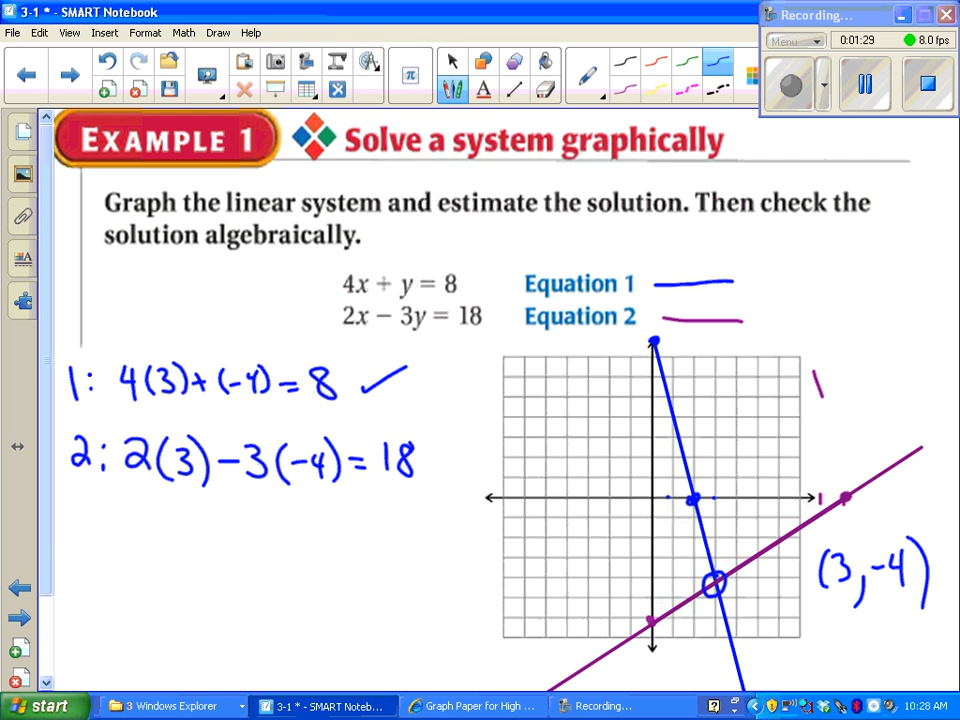 3-1 * - SMART Notebook
Recording...
File Edit View Insert Format Math Draw Help
Menu
0:01:29
8.0 fps
π
A
EXAMPLE 1 Solve a system graphically
Graph the linear system and estimate the solution. Then check the
solution algebraically.
4x + y = 8 Equation 1
2x − 3y = 18 Equation 2
1: 4(3)+(-4)=8 ✓
2: 2(3)-3(-4)=18
(3,-4)
start
3 Windows Explorer
3-1 * - SMART Noteb...
Graph Paper for High ...
Recording...
10:28 AM